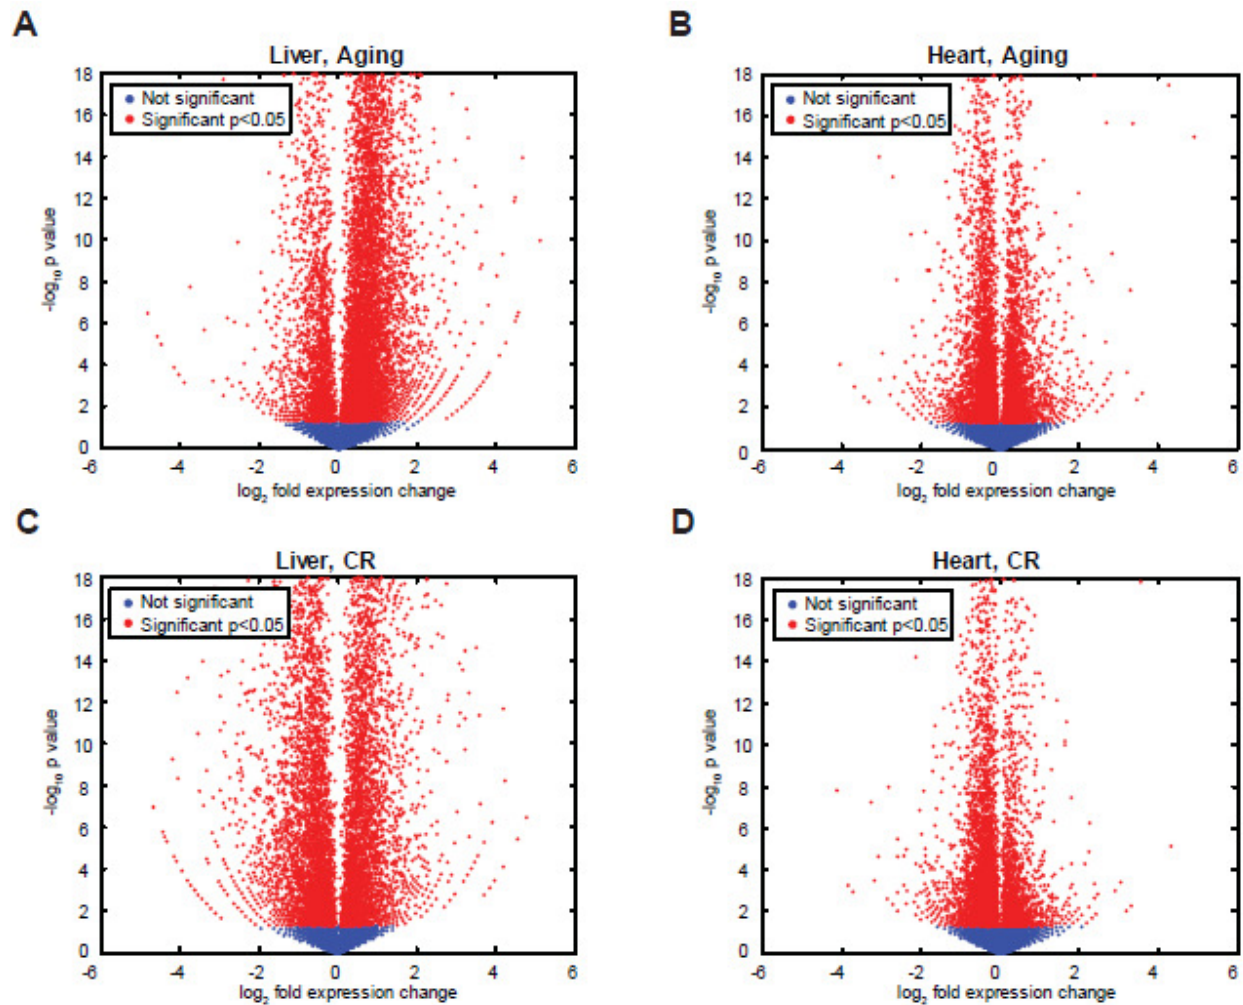 A
Liver, Aging
Not significant
Significant p<0.05
18
16
14
12
10
8
6
4
2
0
-log10 p value
-6 -4 -2 0 2 4 6
log2 fold expression change
B
Heart, Aging
Not significant
Significant p<0.05
18
16
14
12
10
8
6
4
2
0
-log10 p value
-6 -4 -2 0 2 4 6
log2 fold expression change
C
Liver, CR
Not significant
Significant p<0.05
18
16
14
12
10
8
6
4
2
0
-log10 p value
-6 -4 -2 0 2 4 6
log2 fold expression change
D
Heart, CR
Not significant
Significant p<0.05
18
16
14
12
10
8
6
4
2
0
-log10 p value
-6 -4 -2 0 2 4 6
log2 fold expression change